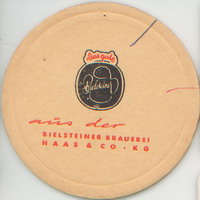 Das gute
aus der
BIELSTEINER BRAUEREI
HAAS & CO · KG